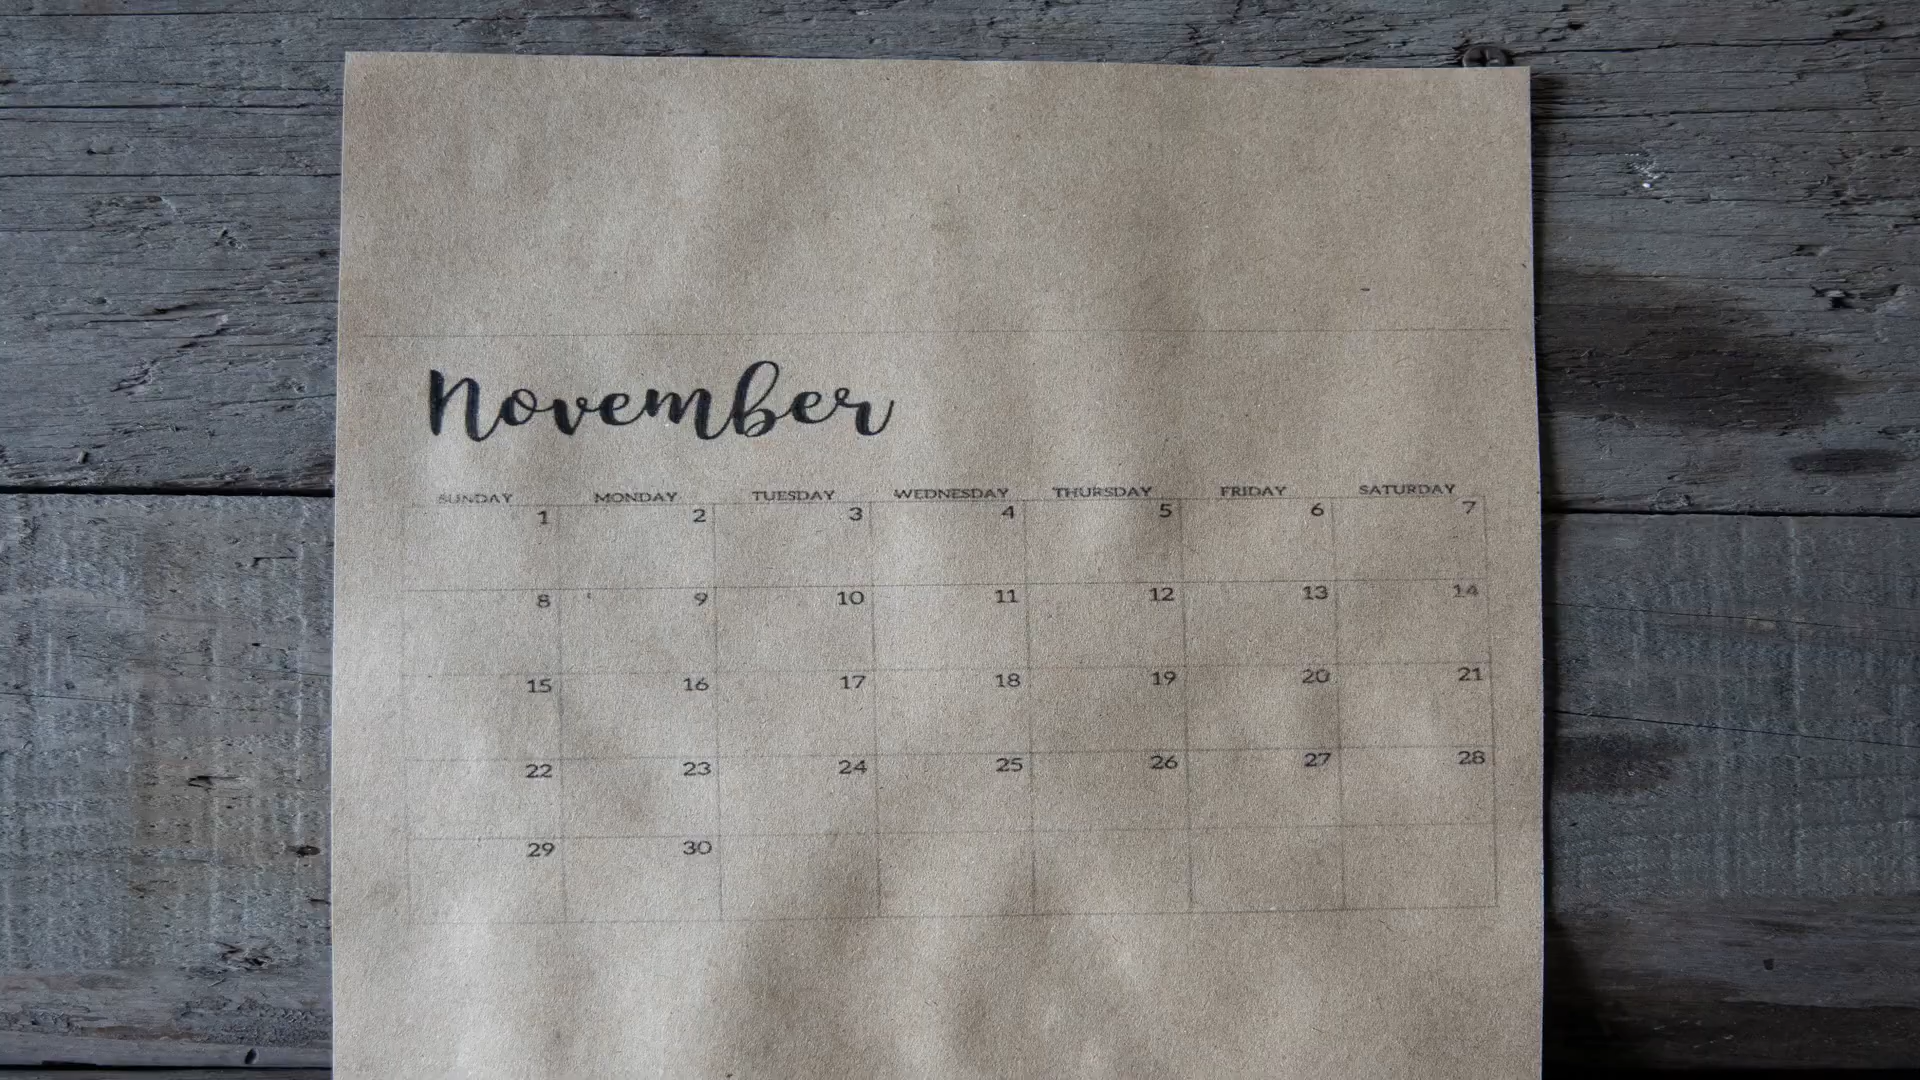 November
SUNDAY MONDAY TUESDAY WEDNESDAY THURSDAY FRIDAY SATURDAY
1 2 3 4 5 6 7
8 9 10 11 12 13 14
15 16 17 18 19 20 21
22 23 24 25 26 27 28
29 30